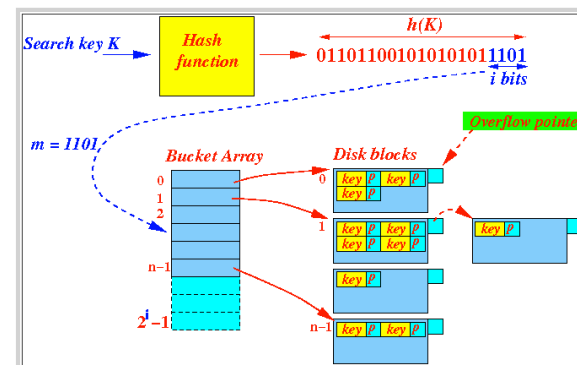 h(K)
Search key K
Hash
function
011011001010101011101
i bits
Overflow pointe
m = 1101
Bucket Array
Disk blocks
0
1
2
n-1
2^i-1
0
key p key p
key p
1
key p key p
key p key p
key p
key p
n-1
key p key p